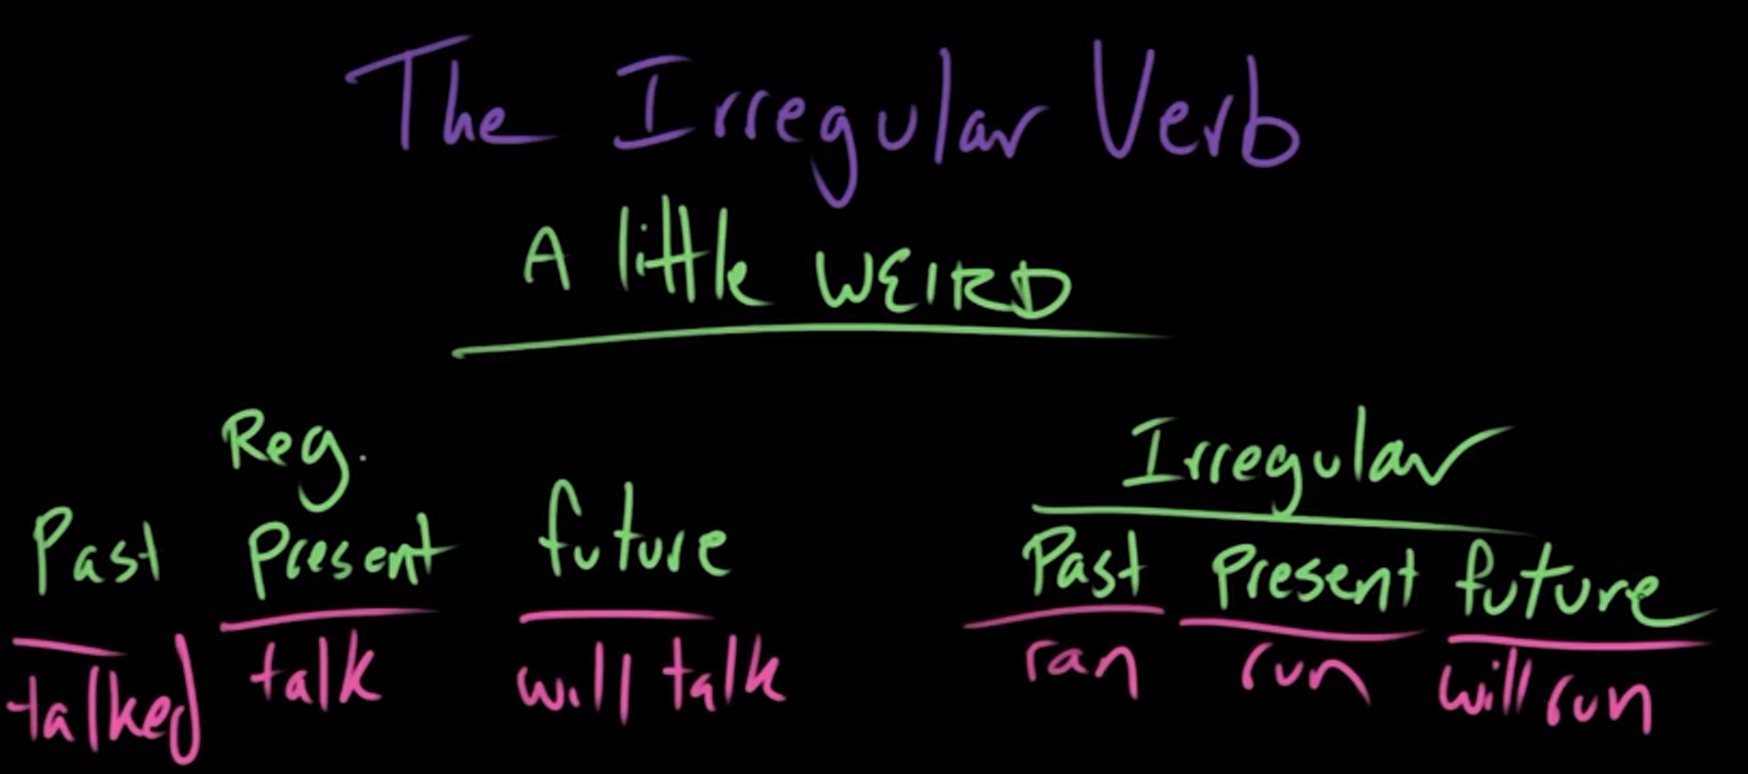 The Irregular Verb
A little WEIRD
Reg.
Past present future
talked talk will talk
Irregular
Past present future
ran run will run